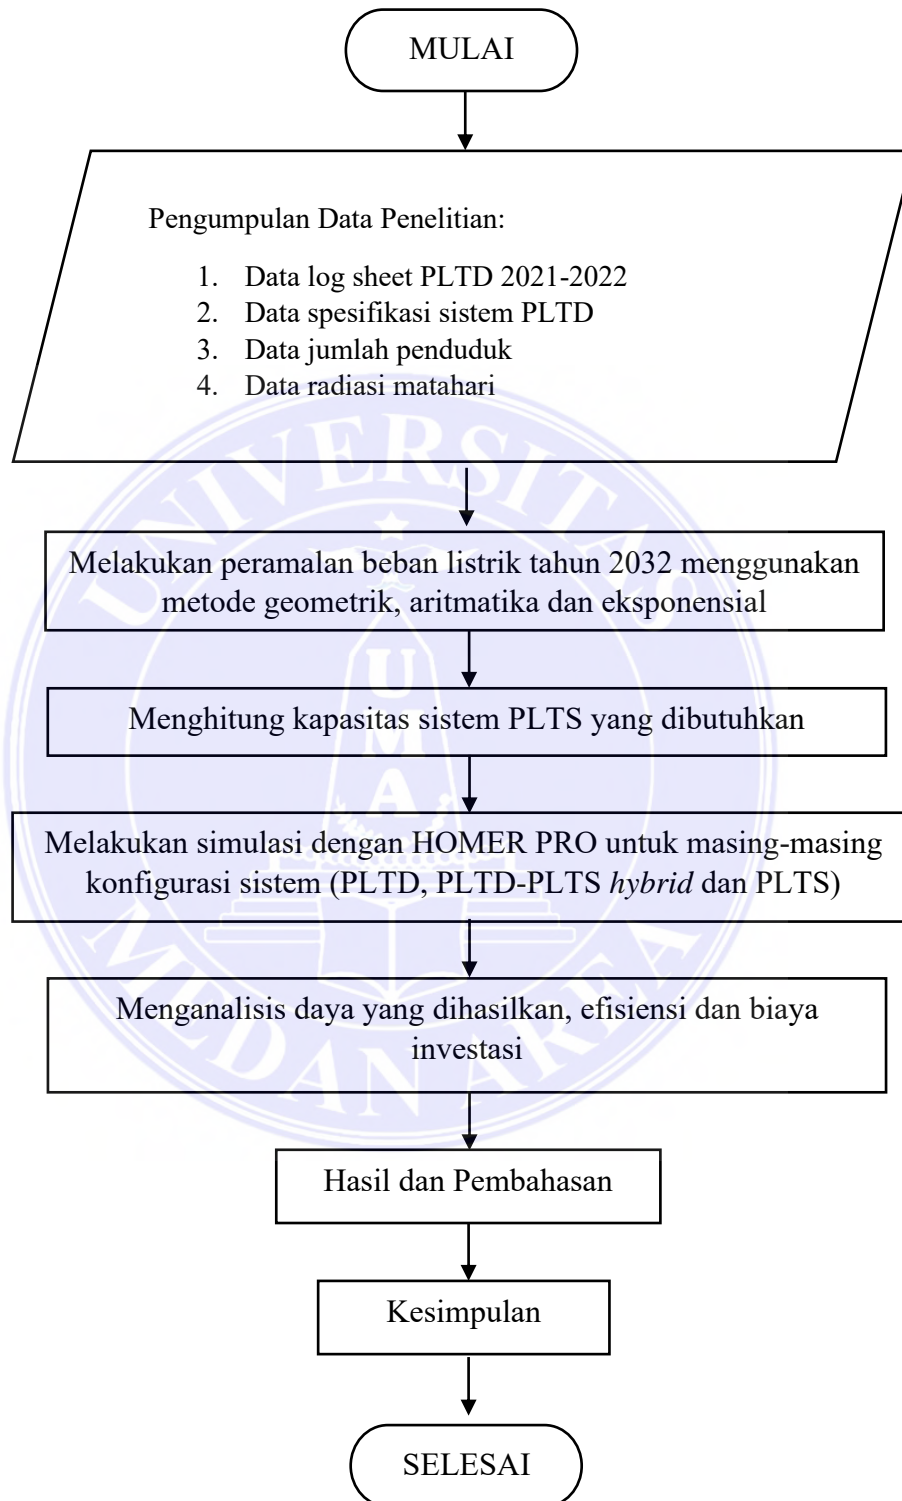 MULAI
Pengumpulan Data Penelitian:
1. Data log sheet PLTD 2021-2022
2. Data spesifikasi sistem PLTD
3. Data jumlah penduduk
4. Data radiasi matahari
UNIVERSITAS
Melakukan peramalan beban listrik tahun 2032 menggunakan
metode geometrik, aritmatika dan eksponensial
U
Menghitung kapasitas sistem PLTS yang dibutuhkan
M
A
Melakukan simulasi dengan HOMER PRO untuk masing-masing
konfigurasi sistem (PLTD, PLTD-PLTS hybrid dan PLTS)
Menganalisis daya yang dihasilkan, efisiensi dan biaya
investasi
MEDAN AREA
Hasil dan Pembahasan
Kesimpulan
SELESAI